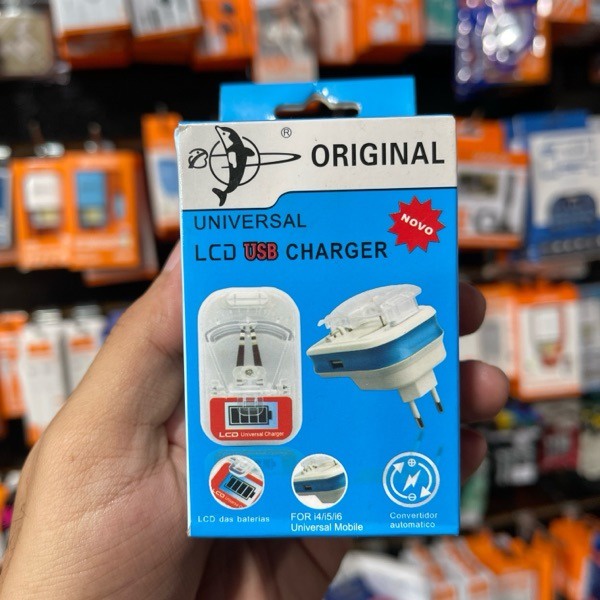 ® ORIGINAL
UNIVERSAL
NOVO
LCD USB CHARGER
LCD Universal Charger
LCD das baterias
FOR i4/i5/i6
Universal Mobile
Convertidor
automatico